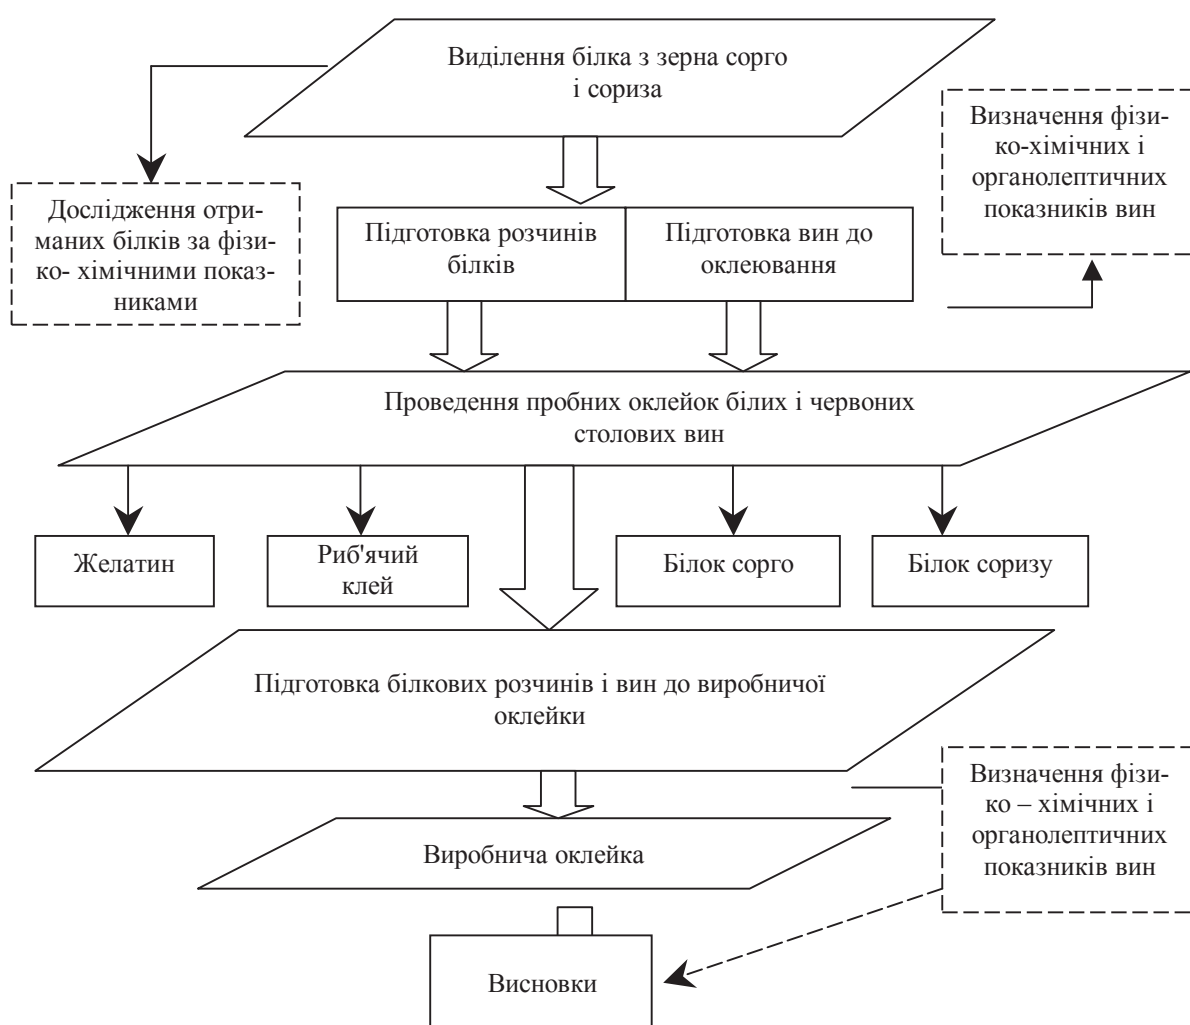 Виділення білка з зерна сорго
і сориза
Визначення фізи-
ко-хімічних і
органолептичних
показників вин
Дослідження отри-
маних білків за фізи-
ко- хімічними показ-
никами
Підготовка розчинів
білків
Підготовка вин до
оклеювання
Проведення пробних оклейок білих і червоних
столових вин
Желатин
Риб'ячий
клей
Білок сорго
Білок соризу
Підготовка білкових розчинів і вин до виробничої
оклейки
Визначення фізи-
ко – хімічних і
органолептичних
показників вин
Виробнича оклейка
Висновки